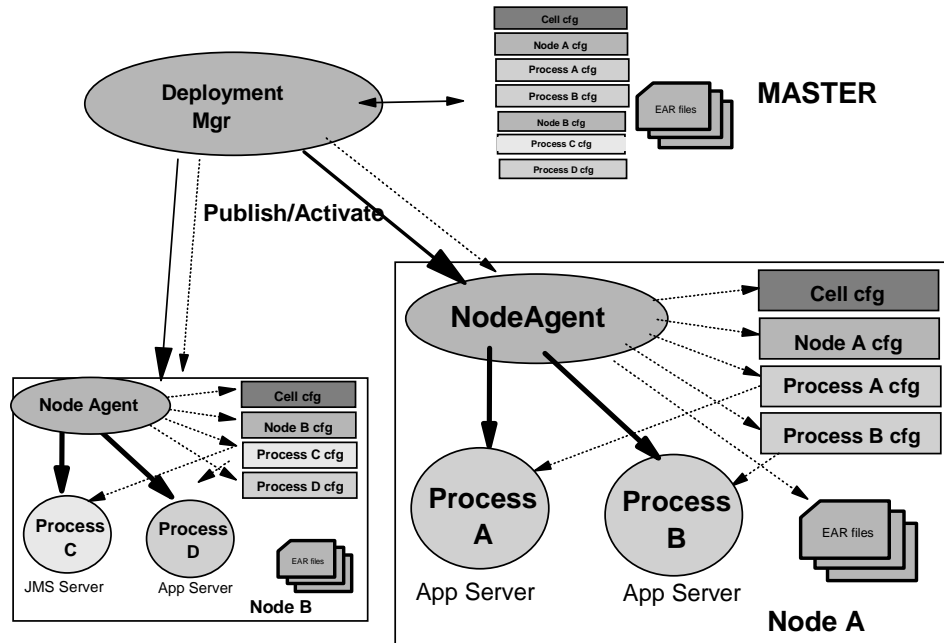 Cell cfg
Node A cfg
Process A cfg
Process B cfg
Node B cfg
Process C cfg
Process D cfg
EAR files
MASTER
Deployment
Mgr
Publish/Activate
NodeAgent
Cell cfg
Node A cfg
Process A cfg
Process B cfg
Process
A
App Server
Process
B
App Server
EAR files
Node A
Node Agent
Cell cfg
Node B cfg
Process C cfg
Process D cfg
Process
C
JMS Server
Process
D
App Server
EAR files
Node B